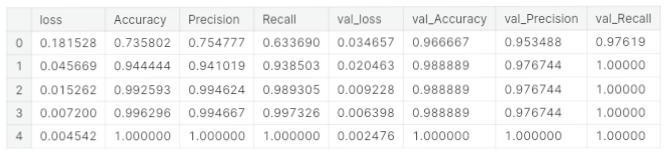 loss Accuracy Precision Recall val_loss val_Accuracy val_Precision val_Recall
0 0.181528 0.735802 0.754777 0.633690 0.034657 0.966667 0.953488 0.97619
1 0.045669 0.944444 0.941019 0.938503 0.020463 0.988889 0.976744 1.00000
2 0.015262 0.992593 0.994624 0.989305 0.009228 0.988889 0.976744 1.00000
3 0.007200 0.996296 0.994667 0.997326 0.006398 0.988889 0.976744 1.00000
4 0.004542 1.000000 1.000000 1.000000 0.002476 1.000000 1.000000 1.00000